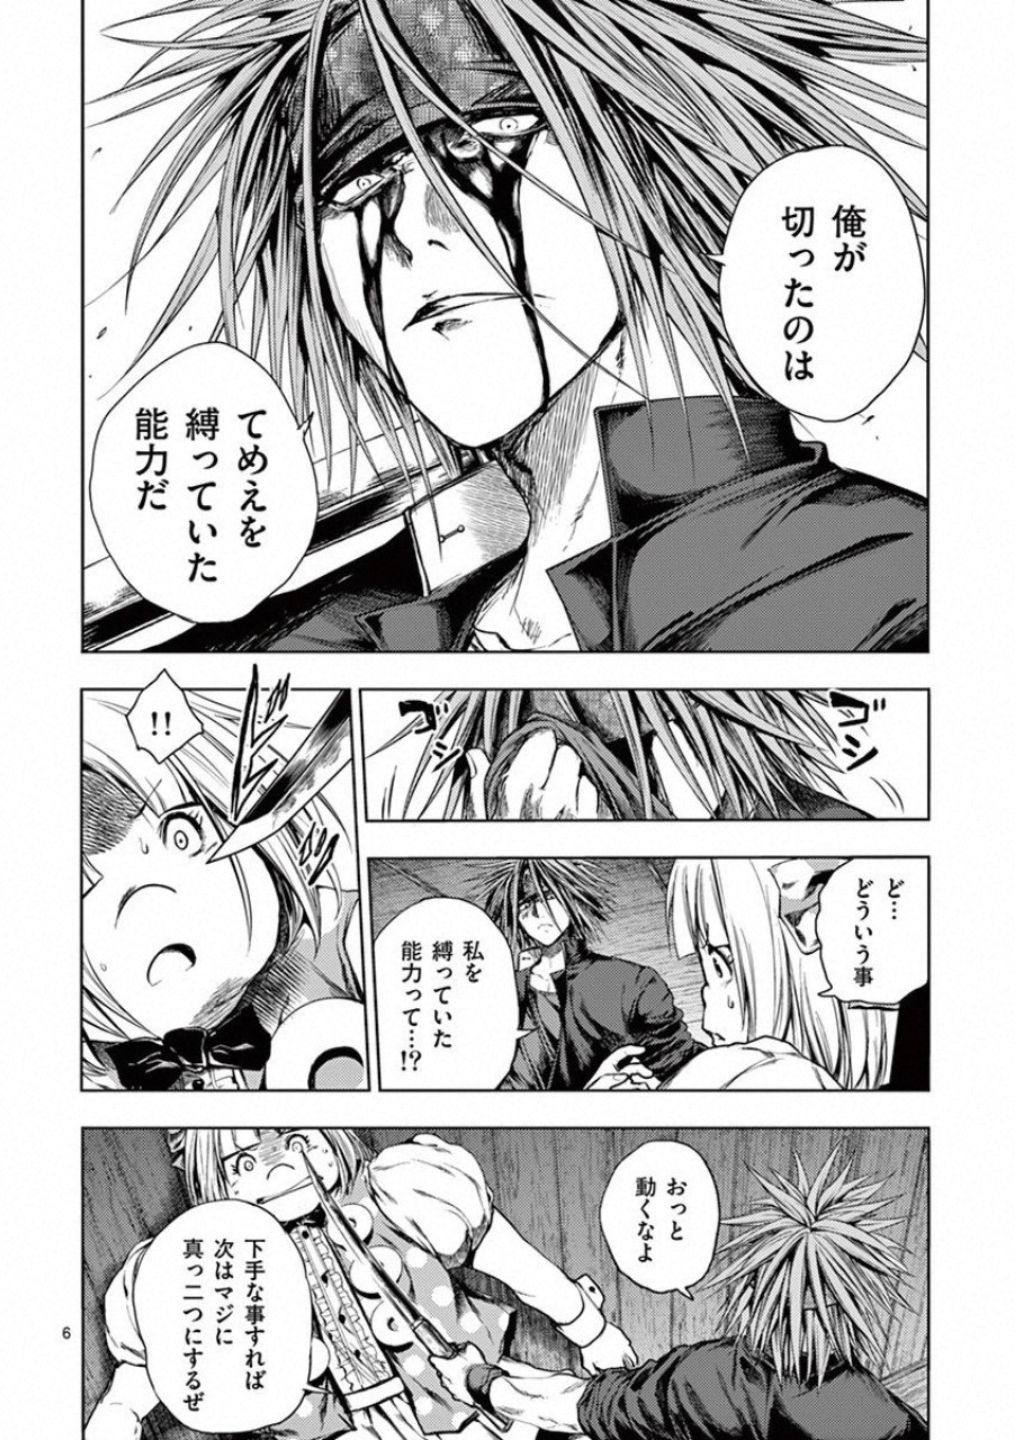 俺が
切ったのは
てめえを
縛っていた
能力だ
ゴシ
ゴシ
ど…
どういう事
私を
縛っていた
能力って…!?
!!
おっと
動くなよ
下手な事すれば
次はマジに
真っ二つにするぜ
6